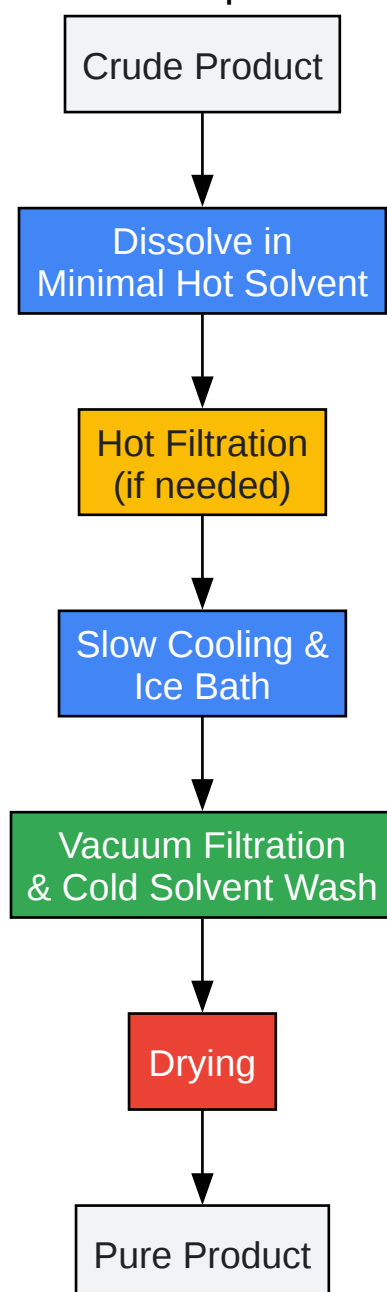 Crude Product
Dissolve in
Minimal Hot Solvent
Hot Filtration
(if needed)
Slow Cooling &
Ice Bath
Vacuum Filtration
& Cold Solvent Wash
Drying
Pure Product